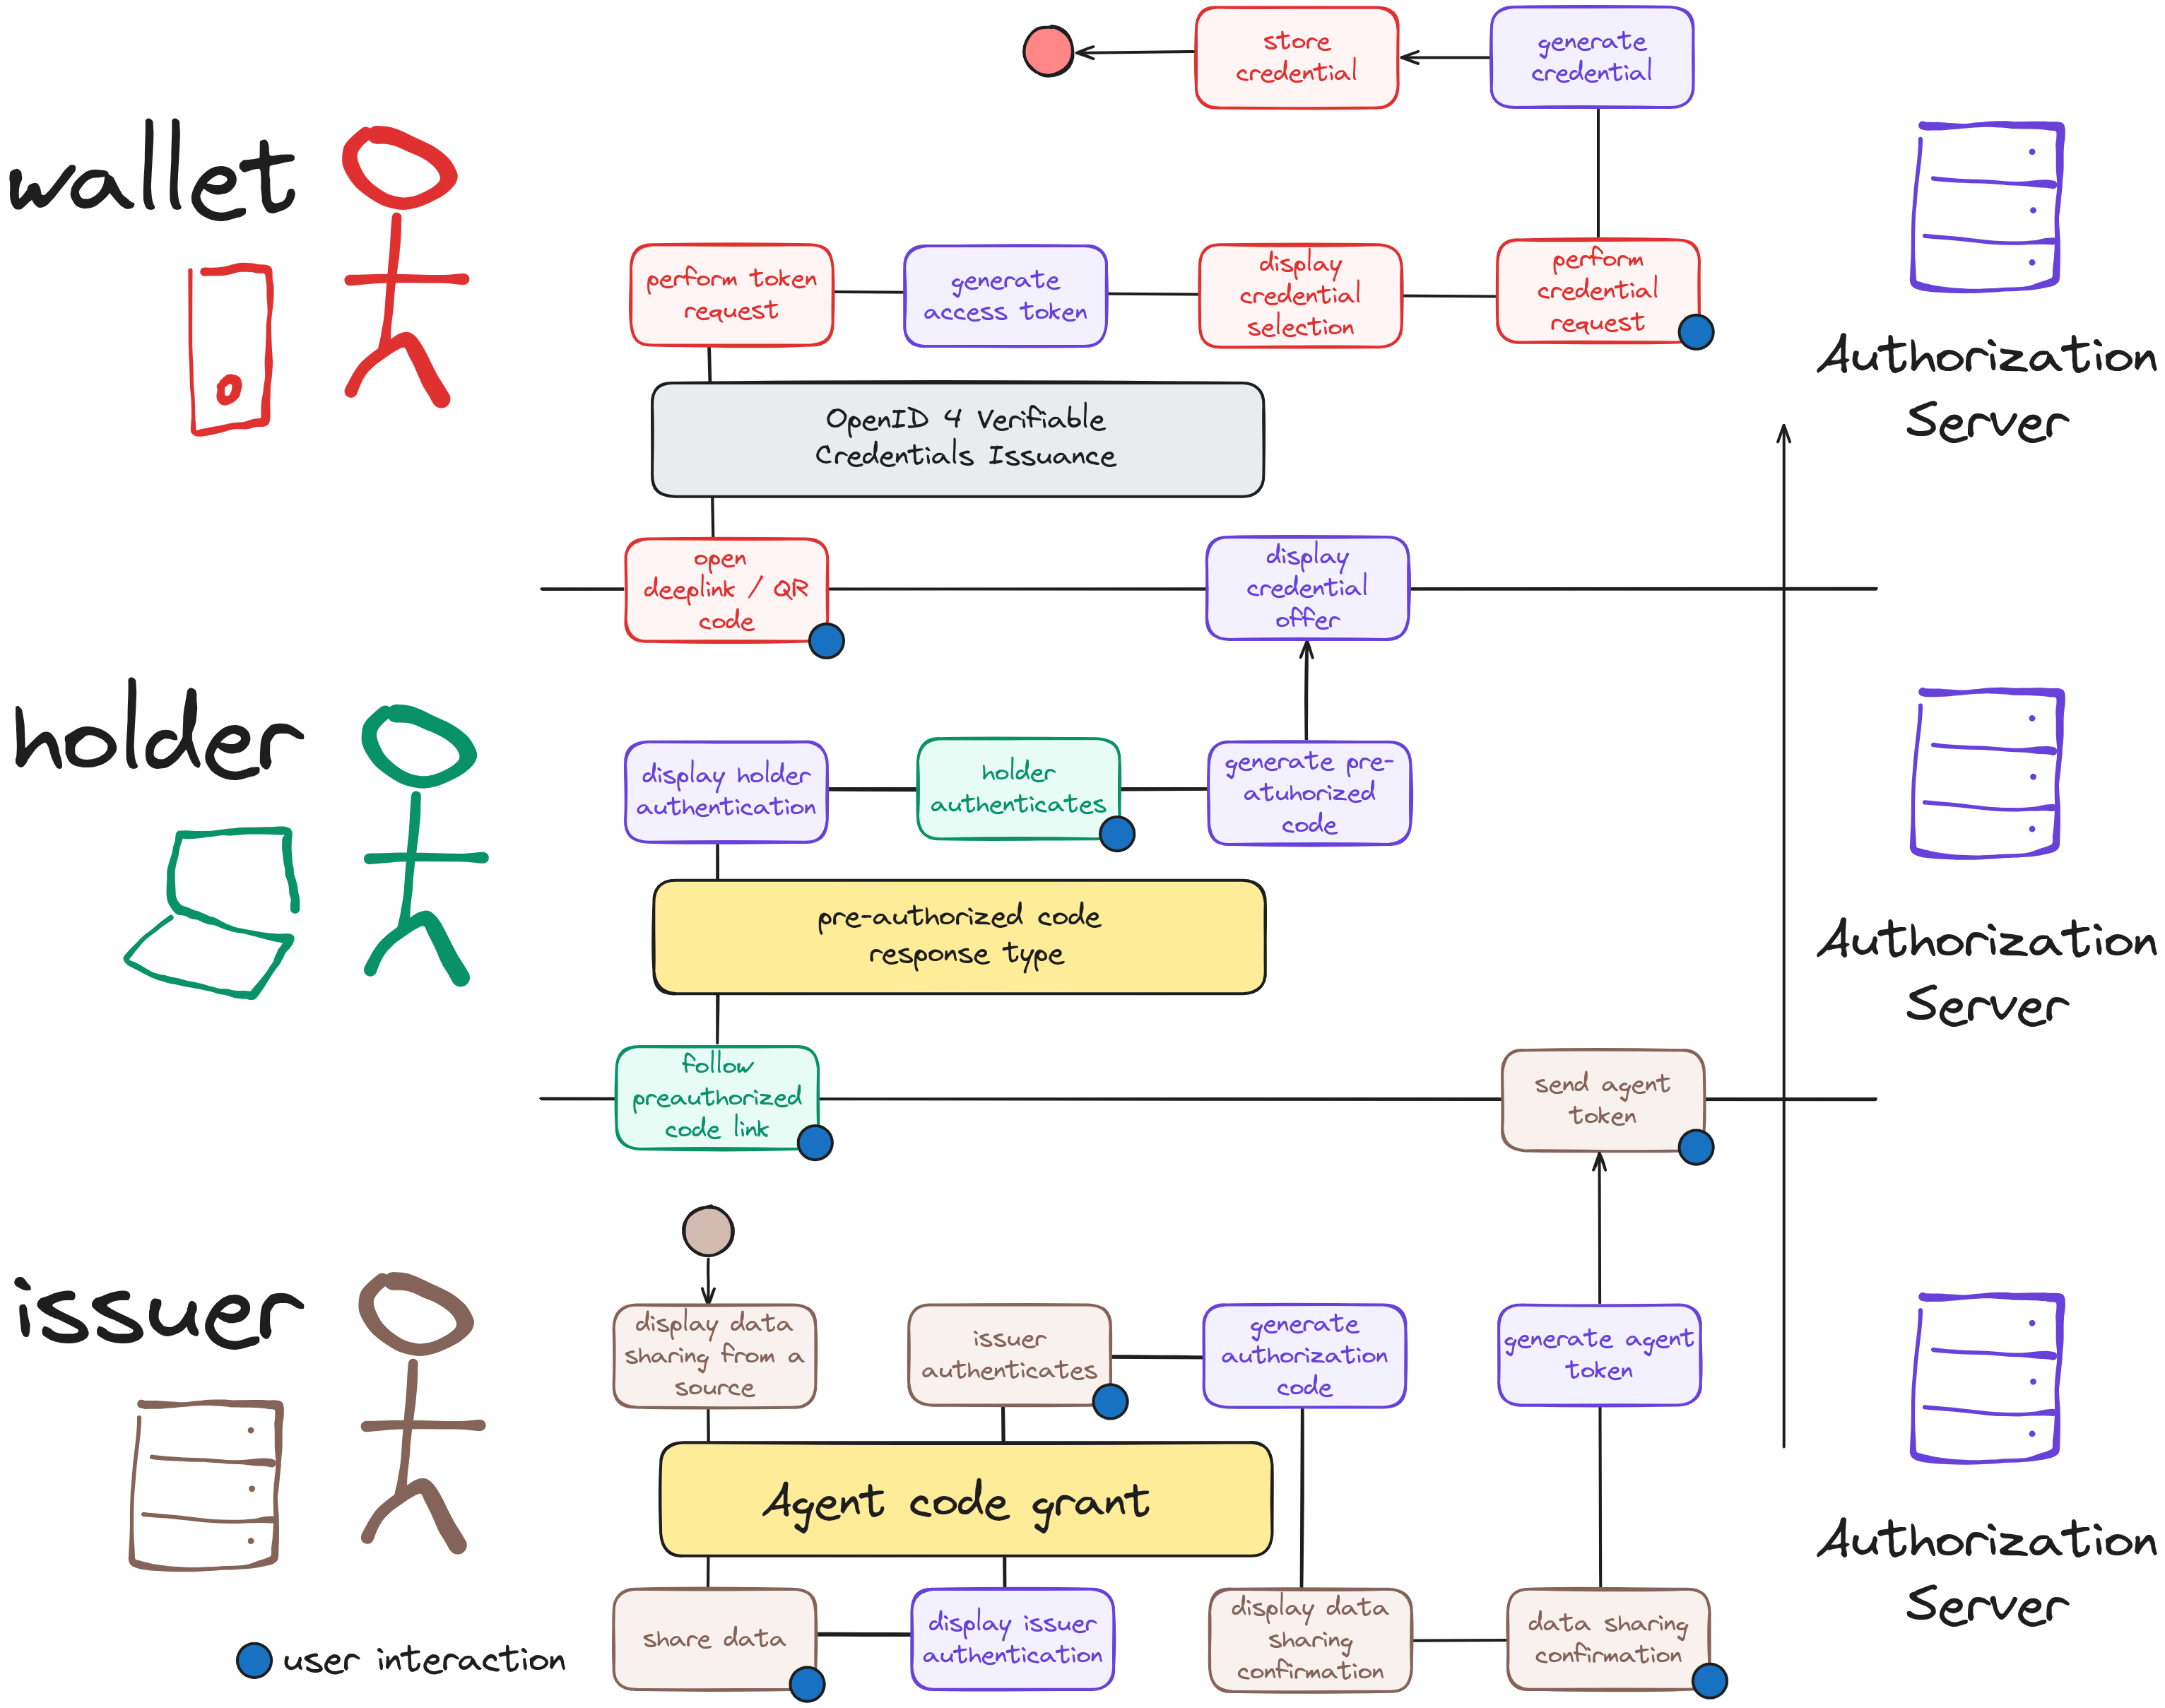 store
credential
generate
credential
wallet
perform token
request
generate
access token
display
credential
selection
perform
credential
request
Authorization
Server
OpenID 4 Verifiable
Credentials Issuance
open
deeplink / QR
code
display
credential
offer
holder
display holder
authentication
holder
authenticates
generate pre-
atuhorized
code
pre-authorized code
response type
Authorization
Server
follow
preauthorized
code link
send agent
token
issuer
display data
sharing from a
source
issuer
authenticates
generate
authorization
code
generate agent
token
Agent code grant
Authorization
Server
share data
display issuer
authentication
display data
sharing
confirmation
data sharing
confirmation
user interaction